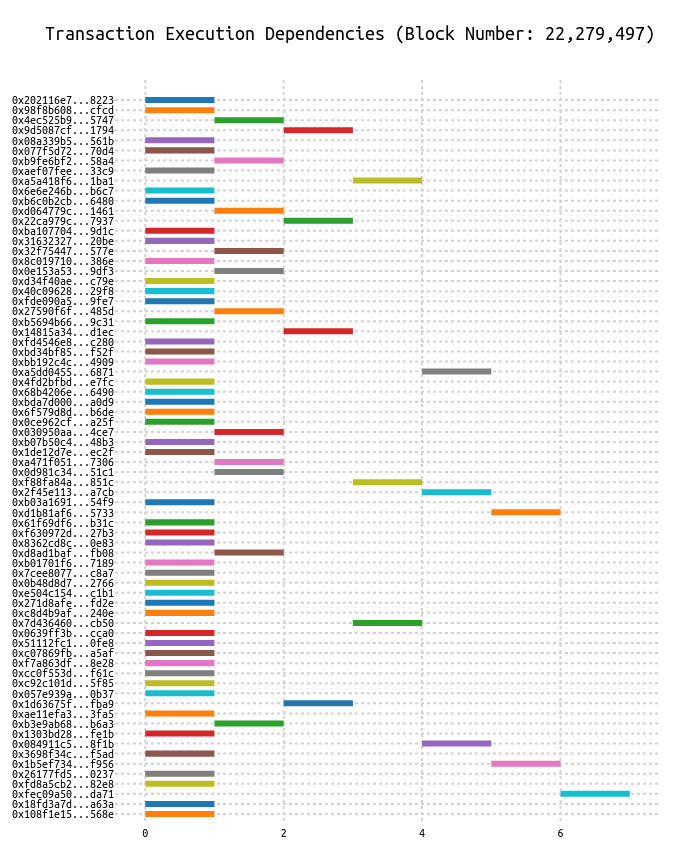 Transaction Execution Dependencies (Block Number: 22,279,497)
0x202116e7...8223
0x98f8b608...cfcd
0x4ec525b9...5747
0x9d5087cf...1794
0x08a339b5...561b
0x077f5d72...70d4
0xb9fe6bf2...58a4
0xaef07fee...33c9
0xa5a418f6...1ba1
0x6e6e246b...b6c7
0xb6c0b2cb...6480
0xd064779c...1461
0x22ca979c...7937
0xba107704...9d1c
0x31632327...20be
0x32f75447...577e
0x8c019710...386e
0x0e153a53...9df3
0xd34f40ae...c79e
0x40c09628...29f8
0xfde090a5...9fe7
0x27590f6f...485d
0xb5694b66...9c31
0x14815a34...d1ec
0xfd4546e8...c280
0xbd34bf85...f52f
0xbb192c4c...4909
0xa5dd0455...6871
0x4fd2bfbd...e7fc
0x68b4206e...6490
0xbda7d000...a0d9
0x6f579d8d...b6de
0x0ce962cf...a25f
0x030950aa...4ce7
0xb07b50c4...48b3
0x1de12d7e...ec2f
0xa471f051...7306
0x0d981c34...51c1
0xf88fa84a...851c
0x2f45e113...a7cb
0xb03a1691...54f9
0xd1b81af6...5733
0x61f69df6...b31c
0xf630972d...27b3
0x8362cd8c...0e83
0xd8ad1baf...fb08
0xb01701f6...7189
0x7cee8077...c8a7
0x0b48d8d7...2766
0xe504c154...c1b1
0x271d8afe...fd2e
0xc8d4b9af...240e
0x7d436460...cb50
0x0639ff3b...cca0
0x51112fc1...0fe8
0xc07869fb...a5af
0xf7a863df...8e28
0xcc0f553d...f61c
0xc92c101d...5f85
0x057e939a...0b37
0x1d63675f...fba9
0xae11efa3...3fa5
0xb3e9ab68...b6a3
0x1303bd28...fe1b
0x084911c5...8f1b
0x3698f34c...f5ad
0x1b5ef734...f956
0x26177fd5...0237
0xfd8a5cb2...82e8
0xfec09a50...da71
0x18fd3a7d...a63a
0x108f1e15...568e
0 2 4 6